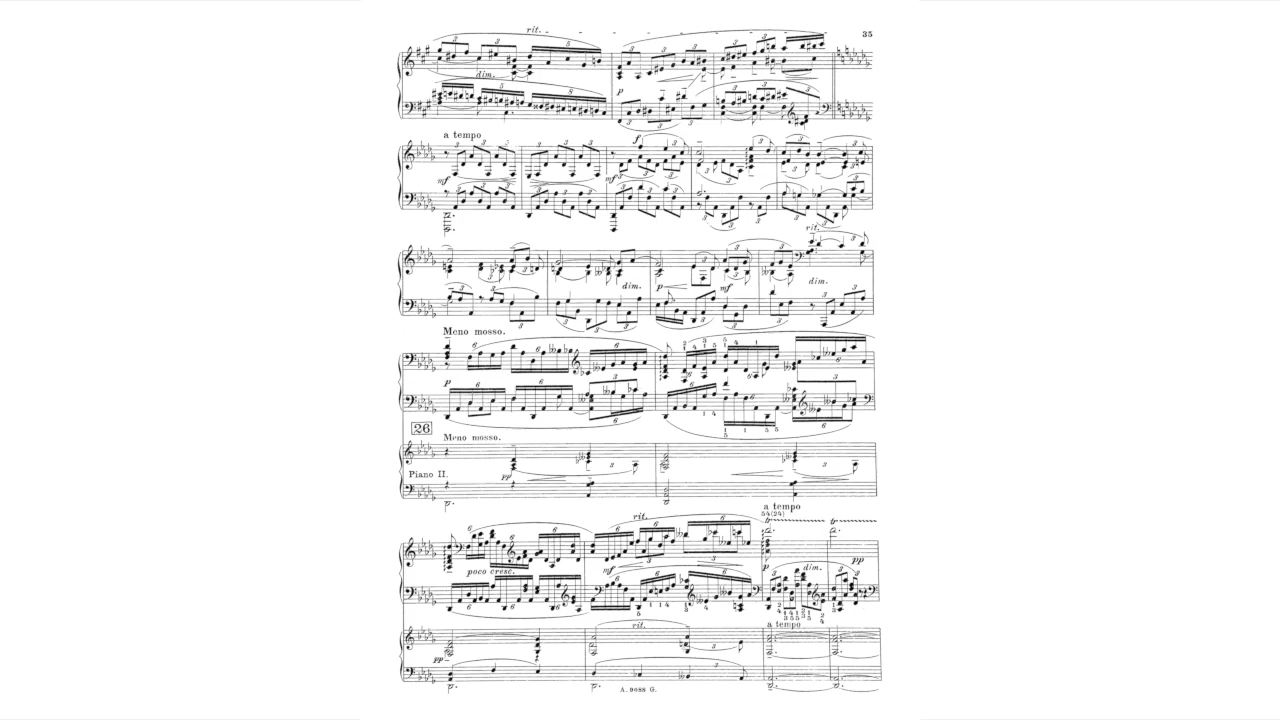 35
rit.
dim.
p
a tempo
mf
mf
f
rit.
dim.
p
mf
dim.
Meno mosso.
p
26
Meno mosso.
Piano II.
pp
a tempo
rit.
54(24)
poco cresc.
mf
p
dim.
pp
rit.
a tempo
pp
A. 9088 G.